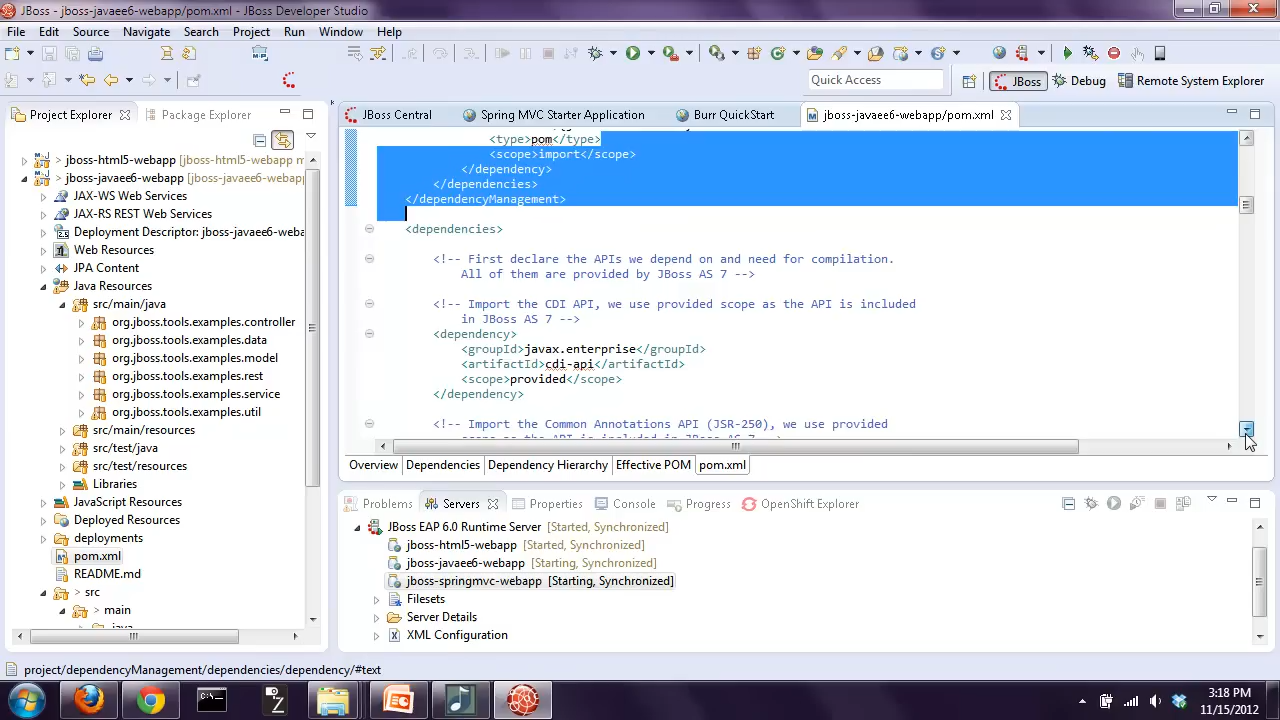 JBoss - jboss-javaee6-webapp/pom.xml - JBoss Developer Studio
File Edit Source Navigate Search Project Run Window Help
Quick Access
JBoss
Debug
Remote System Explorer
Project Explorer
Package Explorer
> jboss-html5-webapp [jboss-html5-webapp m
> jboss-javaee6-webapp [jboss-javaee6-webapp
JAX-WS Web Services
JAX-RS REST Web Services
Deployment Descriptor: jboss-javaee6-weba
Web Resources
JPA Content
Java Resources
src/main/java
org.jboss.tools.examples.controller
org.jboss.tools.examples.data
org.jboss.tools.examples.model
org.jboss.tools.examples.rest
org.jboss.tools.examples.service
org.jboss.tools.examples.util
src/main/resources
src/test/java
src/test/resources
Libraries
JavaScript Resources
Deployed Resources
deployments
pom.xml
README.md
> src
> main
java
JBoss Central
Spring MVC Starter Application
Burr QuickStart
jboss-javaee6-webapp/pom.xml
<type>pom</type>
<scope>import</scope>
</dependency>
</dependencies>
</dependencyManagement>
<dependencies>
<!-- First declare the APIs we depend on and need for compilation.
All of them are provided by JBoss AS 7 -->
<!-- Import the CDI API, we use provided scope as the API is included
in JBoss AS 7 -->
<dependency>
<groupId>javax.enterprise</groupId>
<artifactId>cdi-api</artifactId>
<scope>provided</scope>
</dependency>
<!-- Import the Common Annotations API (JSR-250), we use provided
scope as the API is included in JBoss AS 7 -->
Overview Dependencies Dependency Hierarchy Effective POM pom.xml
Problems Servers Properties Console Progress OpenShift Explorer
JBoss EAP 6.0 Runtime Server [Started, Synchronized]
jboss-html5-webapp [Started, Synchronized]
jboss-javaee6-webapp [Starting, Synchronized]
jboss-springmvc-webapp [Starting, Synchronized]
Filesets
Server Details
XML Configuration
project/dependencyManagement/dependencies/dependency/#text
3:18 PM
11/15/2012